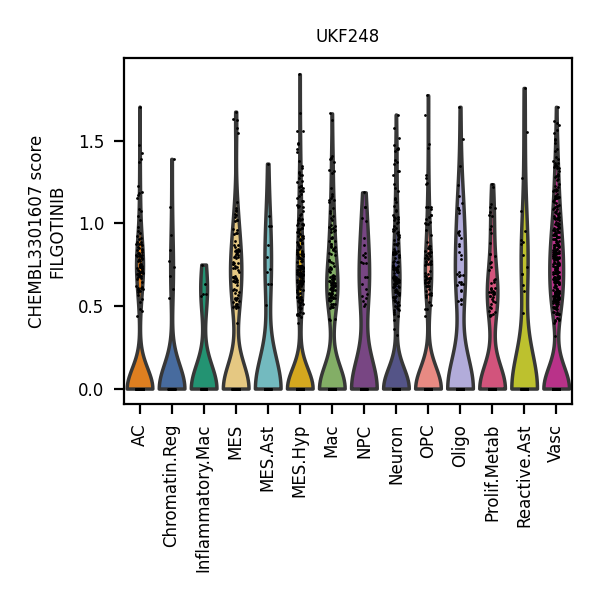 UKF248
CHEMBL3301607 score
FILGOTINIB
1.5
1.0
0.5
0.0
AC
Chromatin.Reg
Inflammatory.Mac
MES
MES.Ast
MES.Hyp
Mac
NPC
Neuron
OPC
Oligo
Prolif.Metab
Reactive.Ast
Vasc